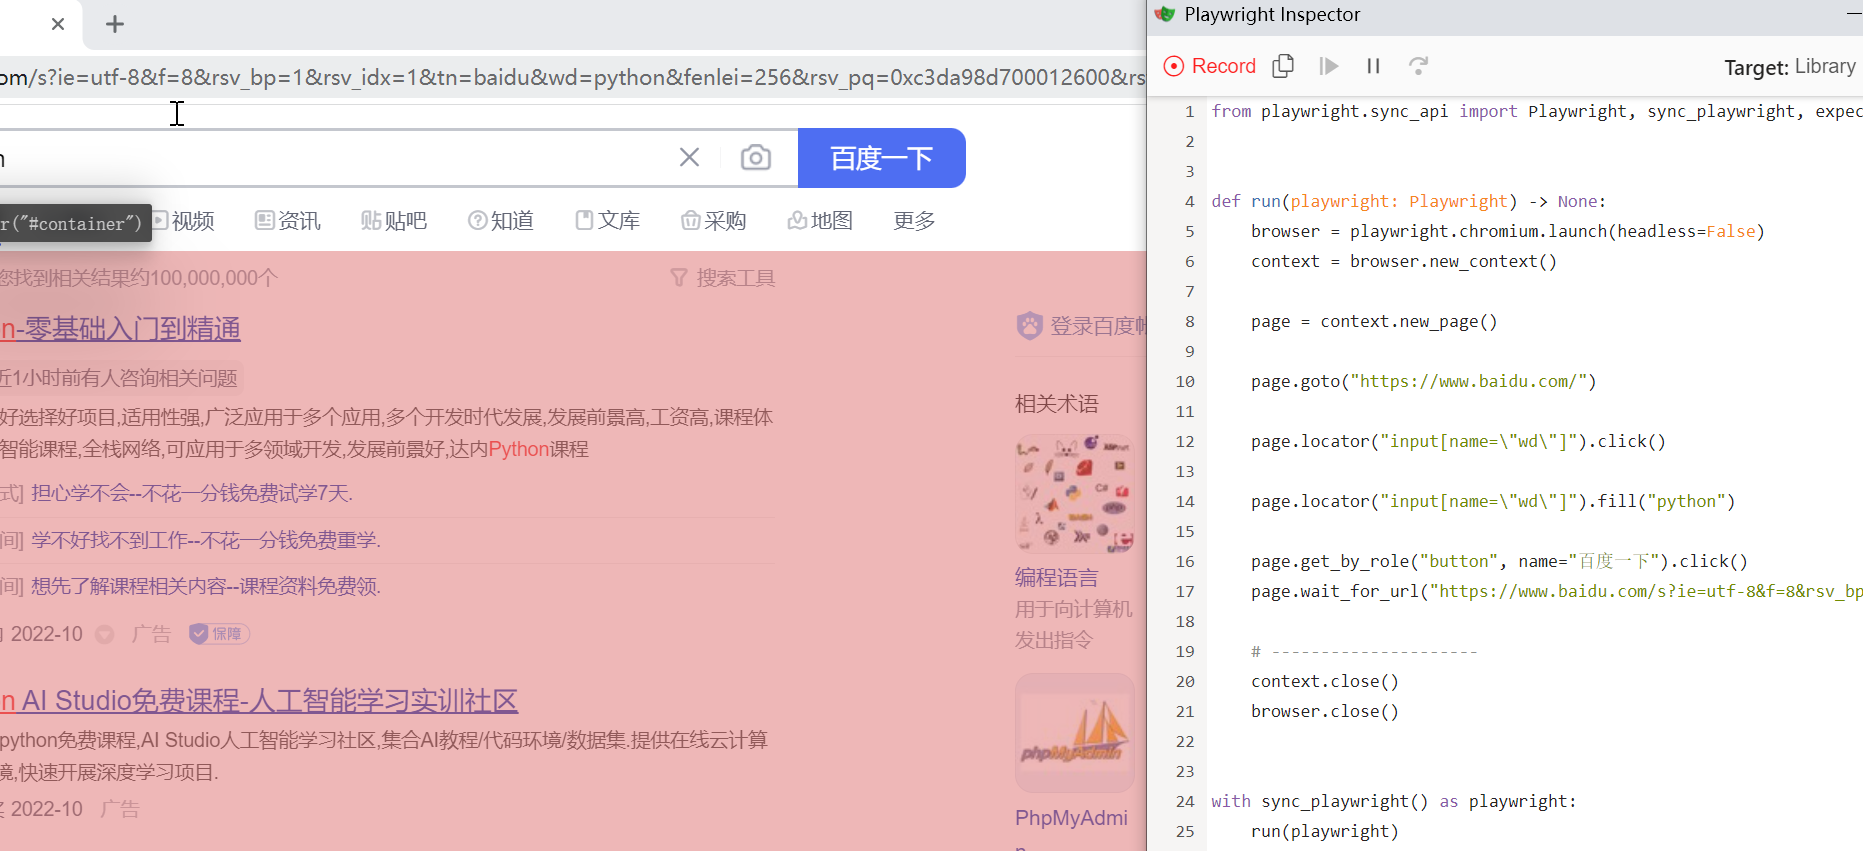 om/s?ie=utf-8&f=8&rsv_bp=1&rsv_idx=1&tn=baidu&wd=python&fenlei=256&rsv_pq=0xc3da98d700012600&rs
n
百度一下
r("#container")
视频 资讯 贴吧 知道 文库 采购 地图 更多
您找到相关结果约100,000,000个 搜索工具
n-零基础入门到精通
近1小时前有人咨询相关问题
好选择好项目,适用性强,广泛应用于多个应用,多个开发时代发展,发展前景高,工资高,课程体
智能课程,全栈网络,可应用于多领域开发,发展前景好,达内Python课程
式] 担心学不会--不花一分钱免费试学7天.
间] 学不好找不到工作--不花一分钱免费重学.
间] 想先了解课程相关内容--课程资料免费领.
2022-10 广告 保障
n AI Studio免费课程-人工智能学习实训社区
python免费课程,AI Studio人工智能学习社区,集合AI教程/代码环境/数据集.提供在线云计算
境,快速开展深度学习项目.
2022-10 广告
登录百度帐
相关术语
编程语言
用于向计算机
发出指令
phpMyAdmin
PhpMyAdmi
n
Playwright Inspector
Record Target: Library
1 from playwright.sync_api import Playwright, sync_playwright, expec
2
3
4 def run(playwright: Playwright) -> None:
5 browser = playwright.chromium.launch(headless=False)
6 context = browser.new_context()
7
8 page = context.new_page()
9
10 page.goto("https://www.baidu.com/")
11
12 page.locator("input[name=\"wd\"]").click()
13
14 page.locator("input[name=\"wd\"]").fill("python")
15
16 page.get_by_role("button", name="百度一下").click()
17 page.wait_for_url("https://www.baidu.com/s?ie=utf-8&f=8&rsv_bp
18
19 # ---------------------
20 context.close()
21 browser.close()
22
23
24 with sync_playwright() as playwright:
25 run(playwright)